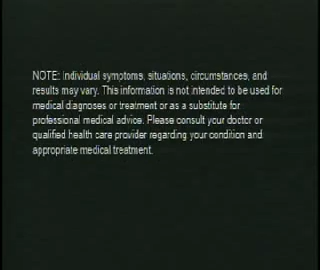 NOTE: Individual symptoms, situations, circumstances, and
results may vary. This information is not intended to be used for
medical diagnoses or treatment or as a substitute for
professional medical advice. Please consult your doctor or
qualified health care provider regarding your condition and
appropriate medical treatment.